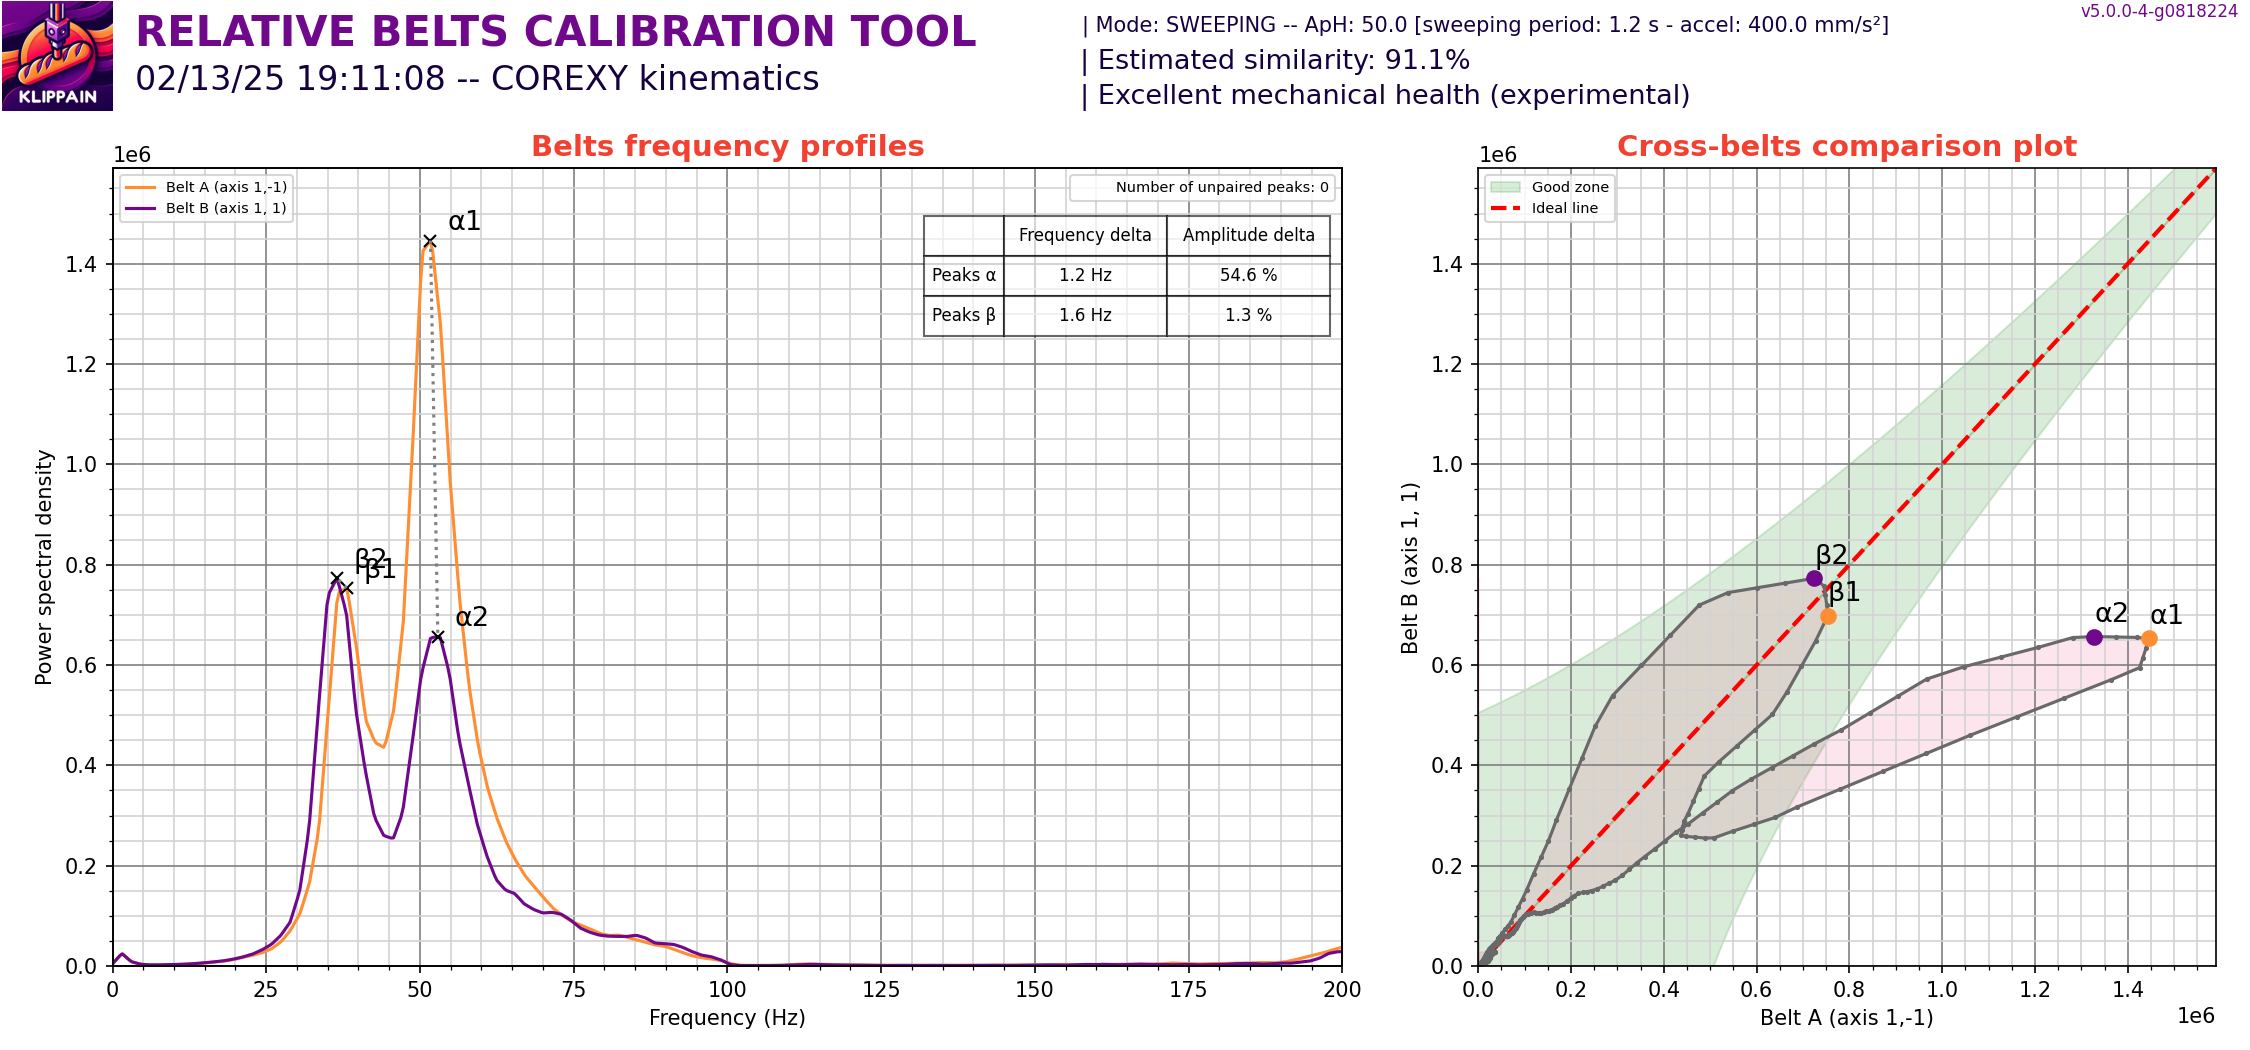 KLIPPAIN
RELATIVE BELTS CALIBRATION TOOL
02/13/25 19:11:08 -- COREXY kinematics
| Mode: SWEEPING -- ApH: 50.0 [sweeping period: 1.2 s - accel: 400.0 mm/s²]
| Estimated similarity: 91.1%
| Excellent mechanical health (experimental)
v5.0.0-4-g0818224
Belts frequency profiles
1e6
Belt A (axis 1,-1)
Belt B (axis 1, 1)
Number of unpaired peaks: 0
Frequency delta Amplitude delta
Peaks α 1.2 Hz 54.6 %
Peaks β 1.6 Hz 1.3 %
α1
β2
β1
α2
1.4
1.2
1.0
0.8
0.6
0.4
0.2
0.0
Power spectral density
0 25 50 75 100 125 150 175 200
Frequency (Hz)
Cross-belts comparison plot
1e6
Good zone
Ideal line
β2
β1
α2
α1
1.4
1.2
1.0
0.8
0.6
0.4
0.2
0.0
Belt B (axis 1, 1)
0.0 0.2 0.4 0.6 0.8 1.0 1.2 1.4
Belt A (axis 1,-1)
1e6